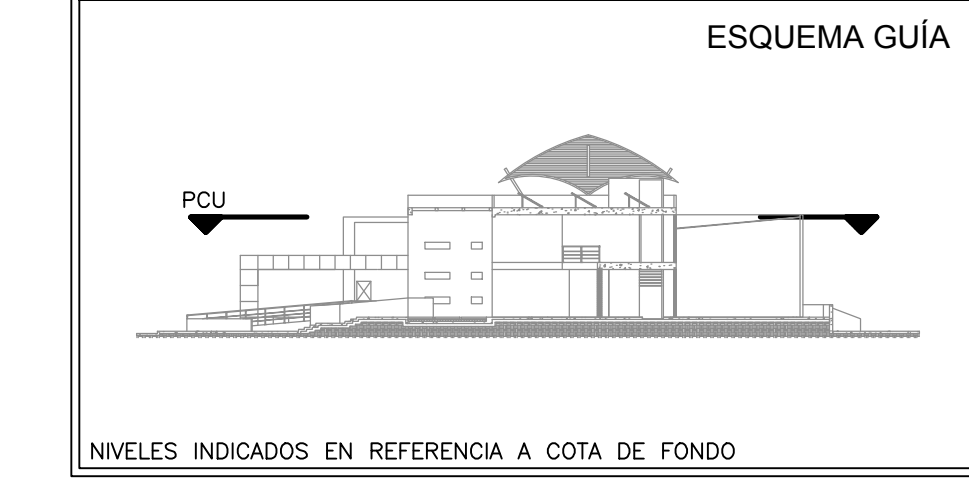 ESQUEMA GUÍA
PCU
NIVELES INDICADOS EN REFERENCIA A COTA DE FONDO